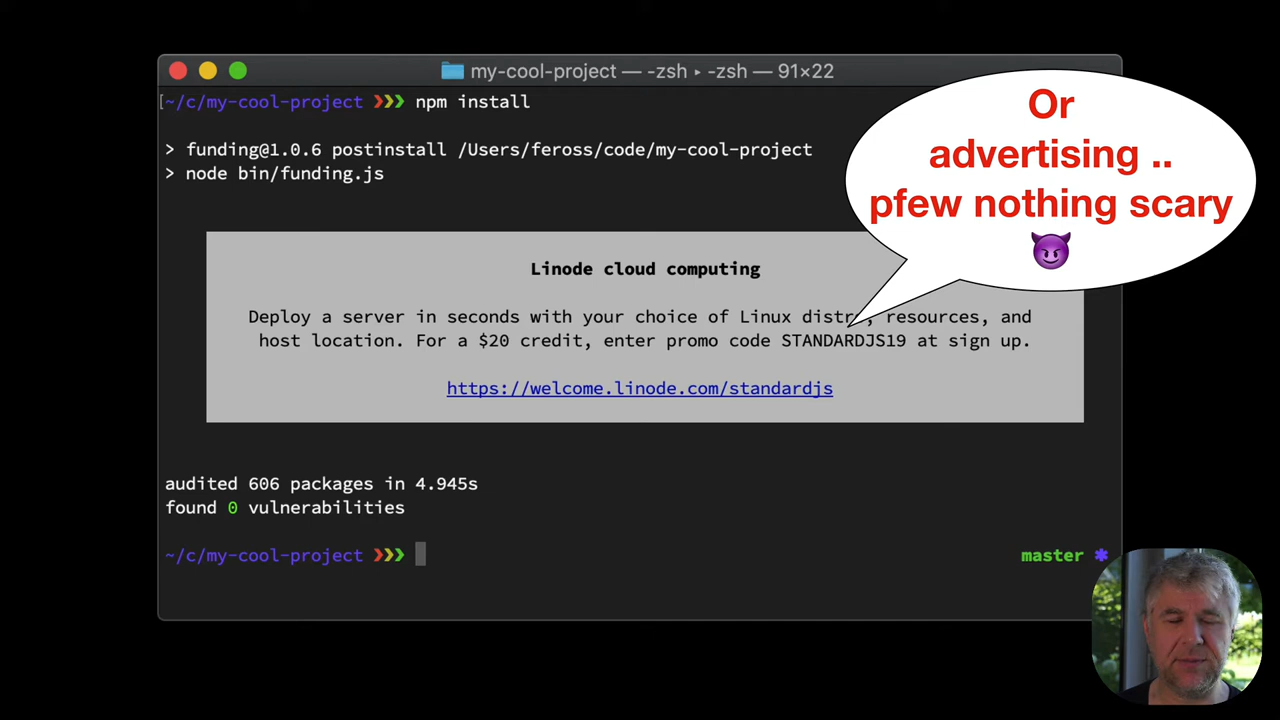 my-cool-project — -zsh ▸ -zsh — 91×22
[~/c/my-cool-project ❯❯❯ npm install
Or
advertising ..
pfew nothing scary
😈
> funding@1.0.6 postinstall /Users/feross/code/my-cool-project
> node bin/funding.js
Linode cloud computing
Deploy a server in seconds with your choice of Linux distro, resources, and
host location. For a $20 credit, enter promo code STANDARDJS19 at sign up.
https://welcome.linode.com/standardjs
audited 606 packages in 4.945s
found 0 vulnerabilities
~/c/my-cool-project ❯❯❯
master *